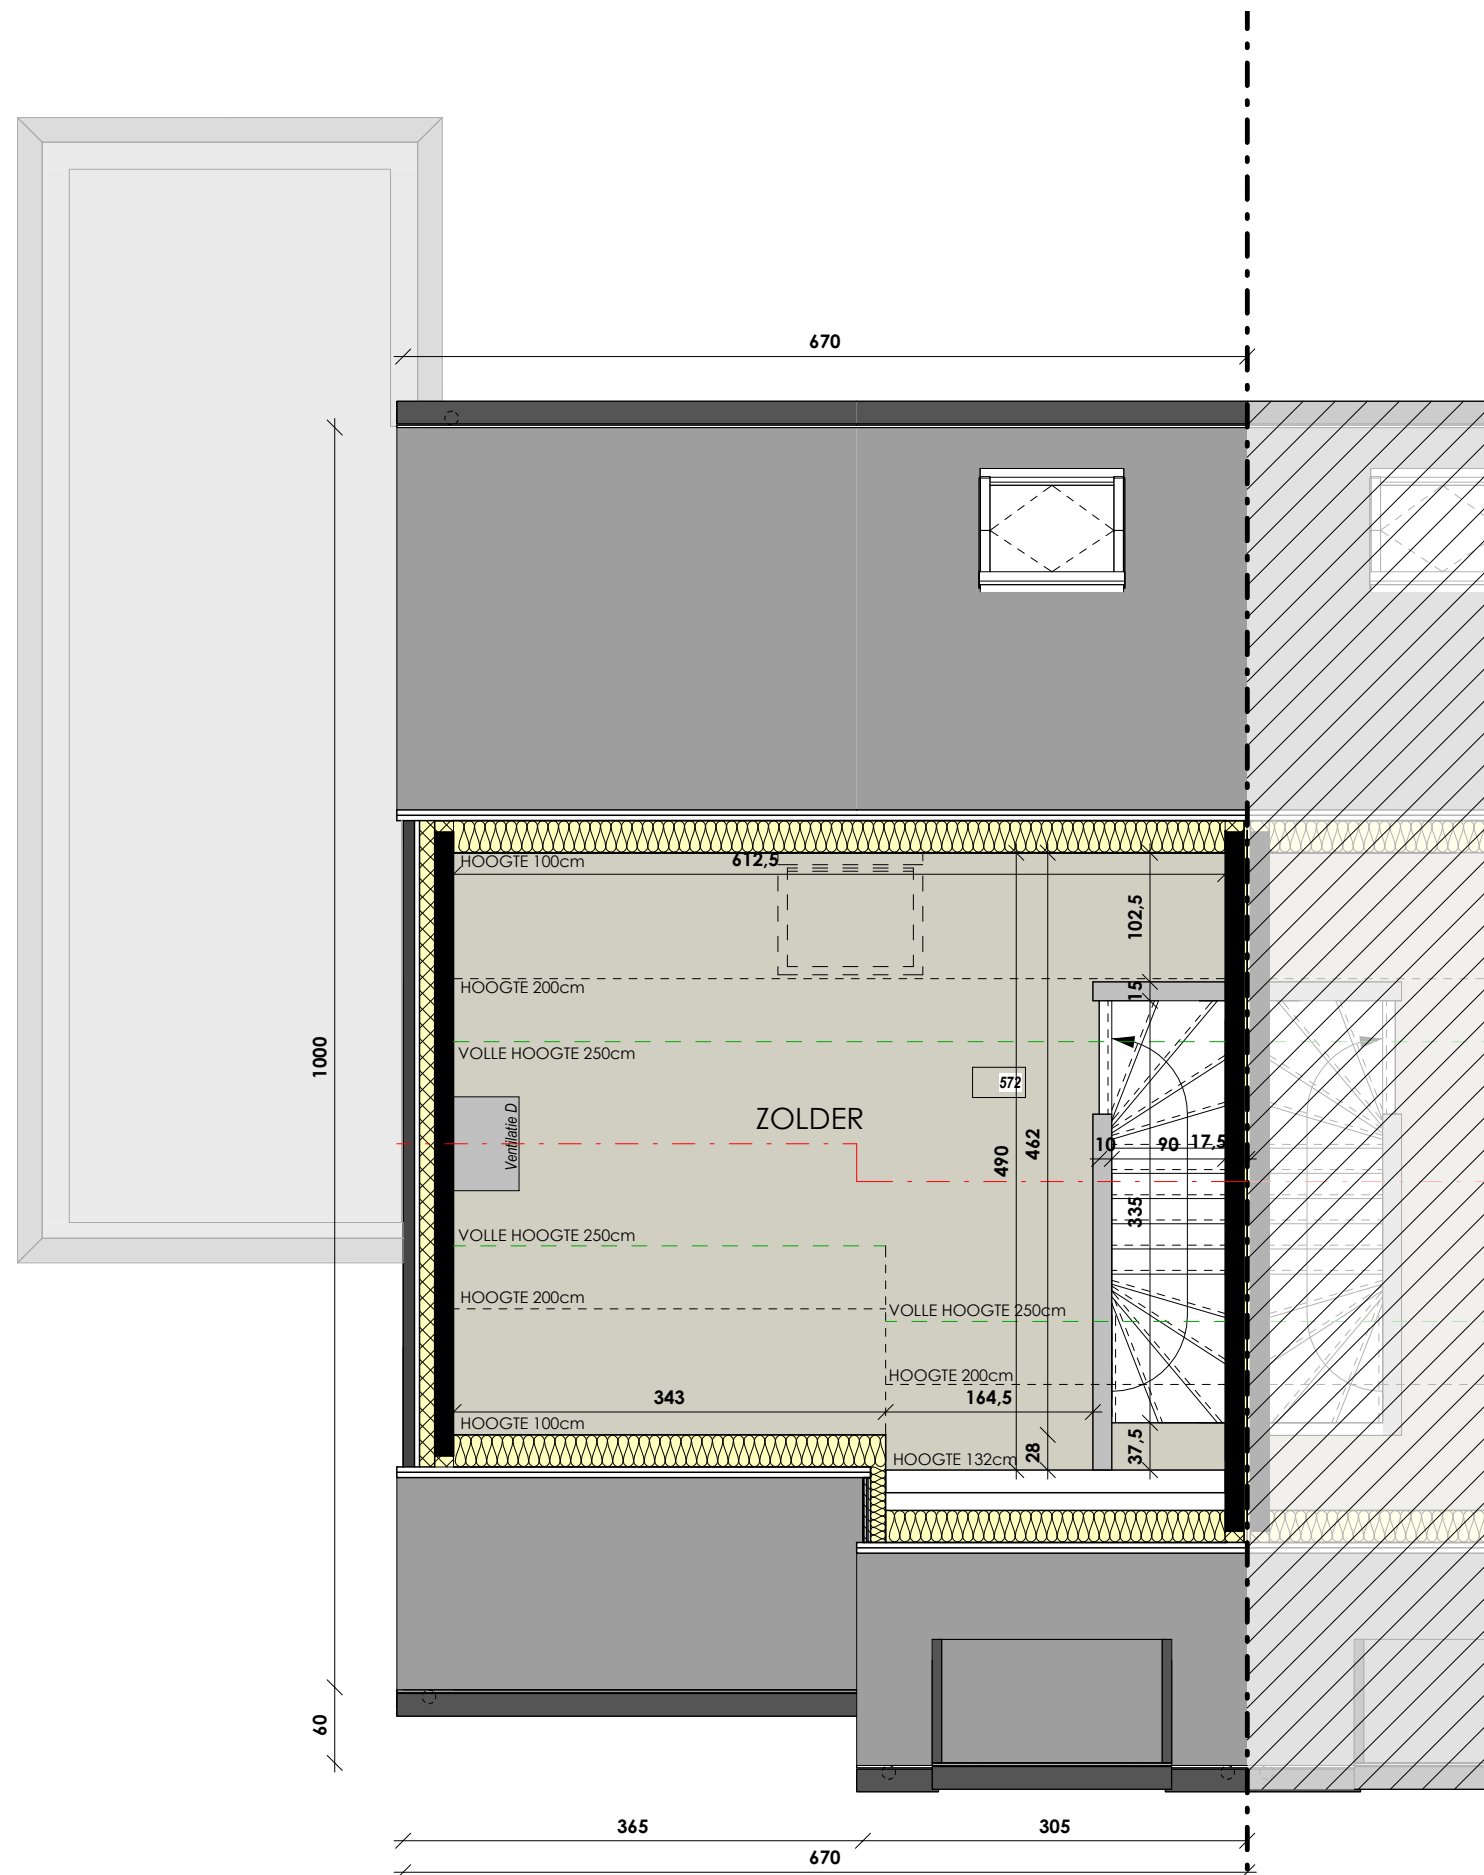 670
HOOGTE 100cm
612,5
102,5
HOOGTE 200cm
15
1000
VOLLE HOOGTE 250cm
572
ZOLDER
Ventilatie D
490
462
10
90
17,5
335
VOLLE HOOGTE 250cm
HOOGTE 200cm
VOLLE HOOGTE 250cm
HOOGTE 200cm
343
164,5
HOOGTE 100cm
HOOGTE 132cm
28
37,5
60
365
305
670